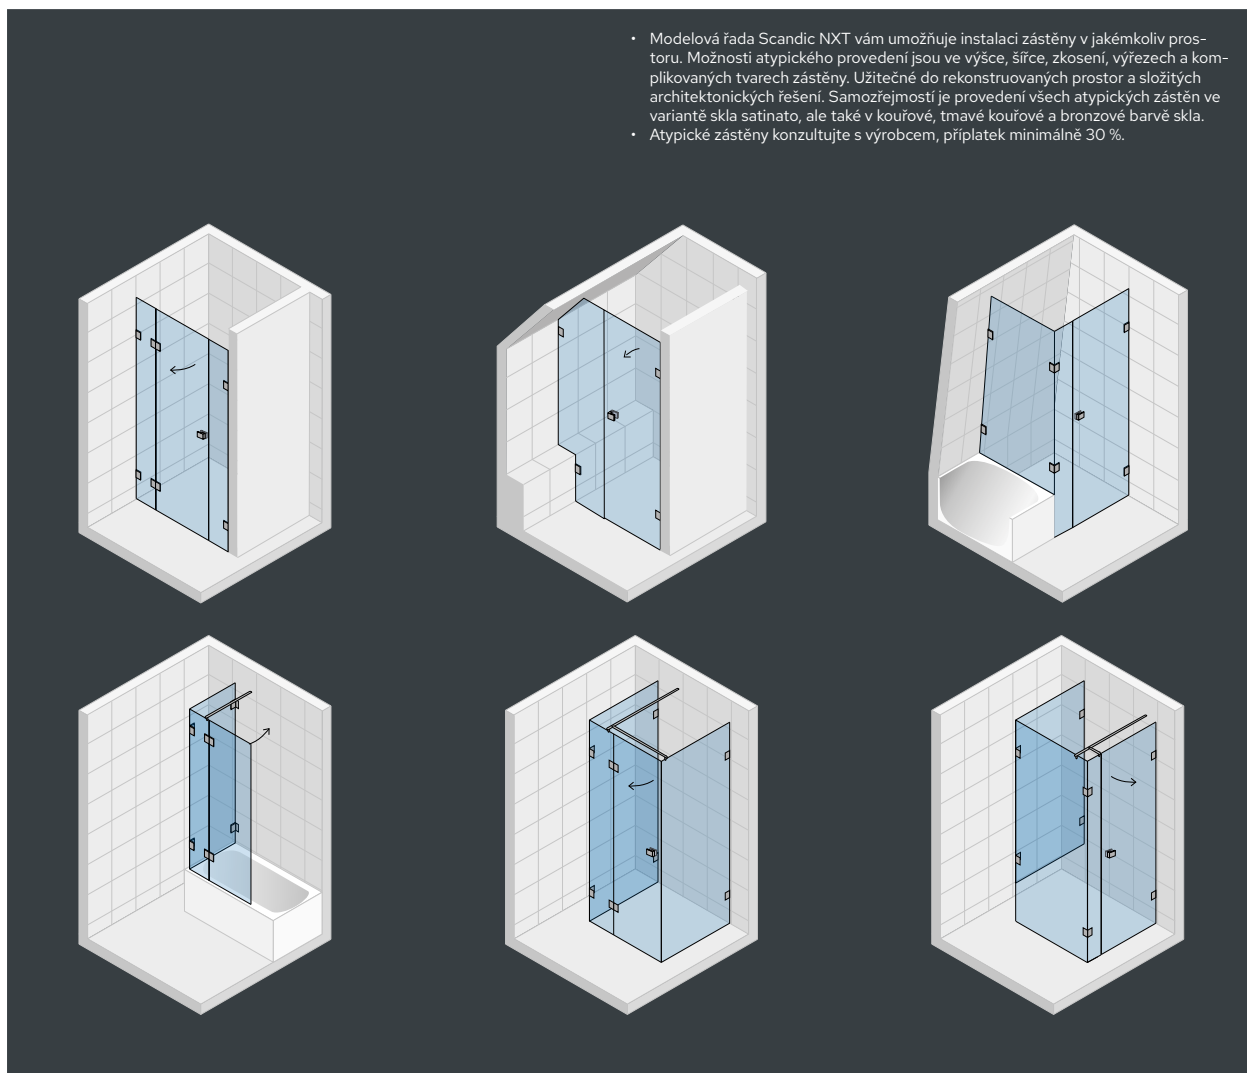 • Modelová řada Scandic NXT vám umožňuje instalaci zástěny v jakémkoliv pros-
toru. Možnosti atypického provedení jsou ve výšce, šířce, zkosení, výřezech a kom-
plikovaných tvarech zástěny. Užitečné do rekonstruovaných prostor a složitých
architektonických řešení. Samozřejmostí je provedení všech atypických zástěn ve
variantě skla satinato, ale také v kouřové, tmavé kouřové a bronzové barvě skla.
• Atypické zástěny konzultujte s výrobcem, příplatek minimálně 30 %.